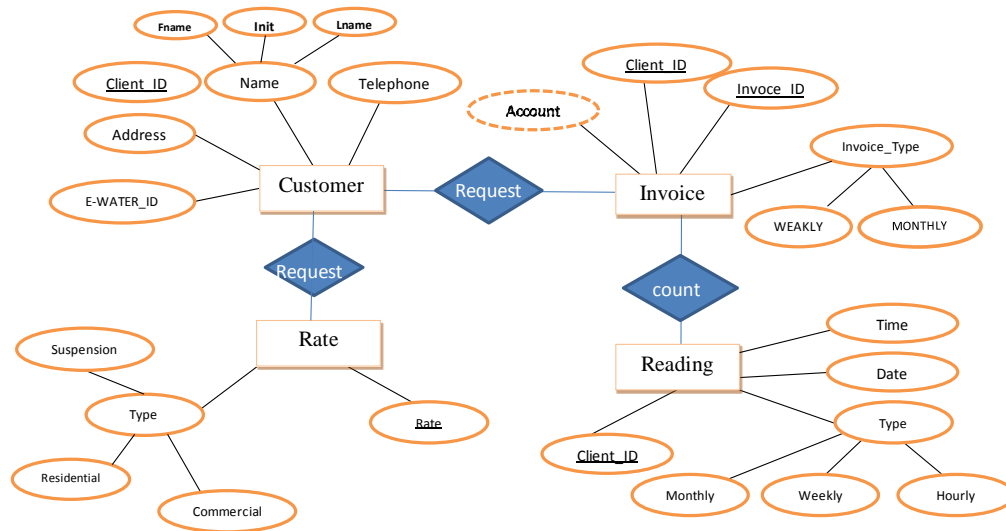 Fname
Init
Lname
Client_ID
Name
Telephone
Client_ID
Invoce_ID
Account
Address
Invoice_Type
Customer
Request
Invoice
E-WATER_ID
WEAKLY
MONTHLY
Request
count
Rate
Time
Suspension
Reading
Date
Type
Rate
Type
Client_ID
Residential
Monthly
Weekly
Hourly
Commercial